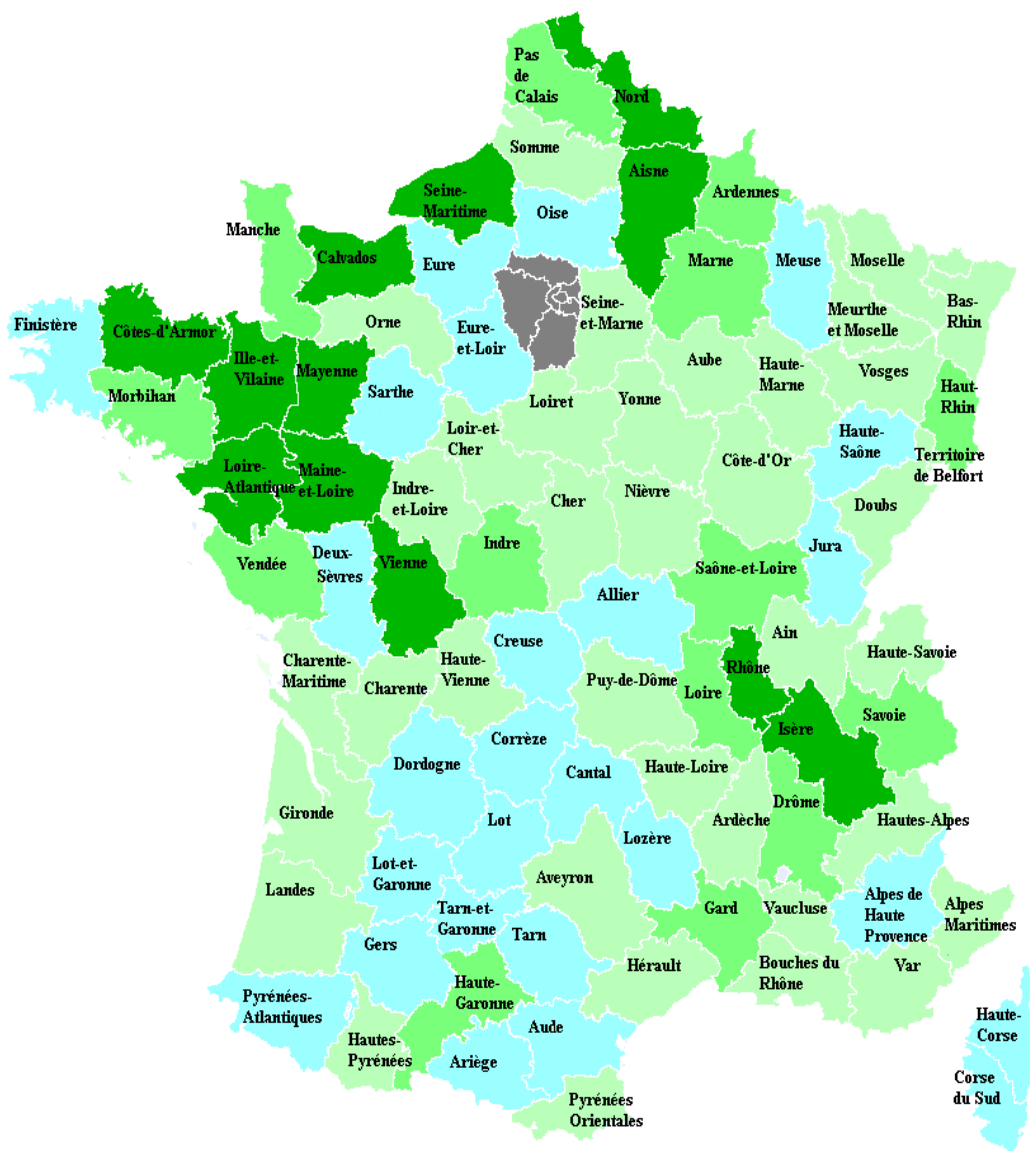 Pas
de
Calais
Nord
Somme
Aisne
Ardennes
Seine-
Maritime
Oise
Manche
Calvados
Eure
Marne
Meuse
Moselle
Seine-
et-Marne
Meurthe
et Moselle
Bas-
Rhin
Finistère
Côtes-d'Armor
Orne
Eure-
et-Loir
Ille-et-
Vilaine
Mayenne
Aube
Haute-
Marne
Vosges
Morbihan
Sarthe
Loiret
Yonne
Haut-
Rhin
Loir-et-
Cher
Haute-
Saône
Territoire
de Belfort
Loire-
Atlantique
Maine-
et-Loire
Indre-
et-Loire
Cher
Nièvre
Côte-d'Or
Doubs
Vendée
Deux-
Sèvres
Vienne
Indre
Saône-et-Loire
Jura
Allier
Creuse
Ain
Haute-Savoie
Charente-
Maritime
Charente
Haute-
Vienne
Puy-de-Dôme
Loire
Rhône
Isère
Savoie
Dordogne
Corrèze
Cantal
Haute-Loire
Gironde
Lot
Ardèche
Drôme
Hautes-Alpes
Lozère
Landes
Lot-et-
Garonne
Aveyron
Tarn-et-
Garonne
Gard
Vaucluse
Alpes de
Haute
Provence
Alpes
Maritimes
Gers
Tarn
Hérault
Bouches du
Rhône
Var
Pyrénées-
Atlantiques
Haute-
Garonne
Hautes-
Pyrénées
Ariège
Aude
Pyrénées
Orientales
Haute-
Corse
Corse
du Sud